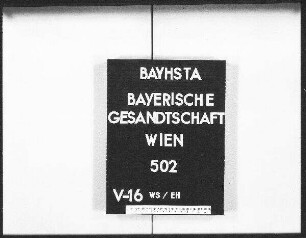 BAYHSTA
BAYERISCHE
GESANDTSCHAFT
WIEN
502
V-16 WS / EH